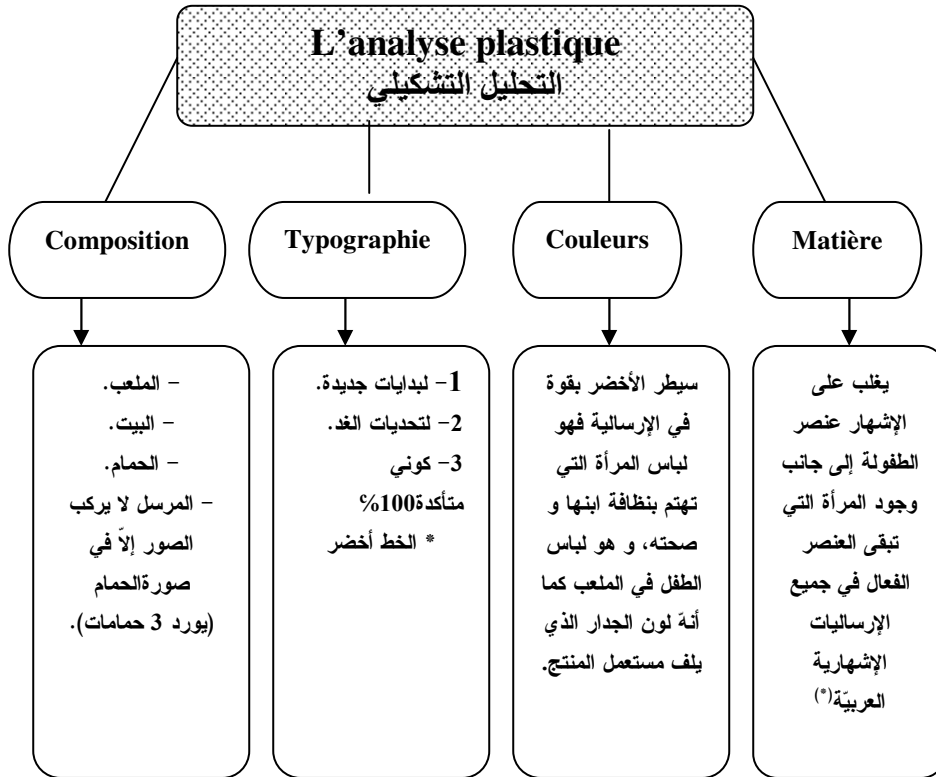 L'analyse plastique
التحليل التشكيلي
Composition
Typographie
Couleurs
Matière
– الملعب.
– البيت.
– الحمام.
– المرسل لا يركب
الصور إلاّ في
صورةالحمام
(يورد 3 حمامات).
1– لبدايات جديدة.
2– لتحديات الغد.
3– كوني
متأكدة100%
* الخط أخضر
سيطر الأخضر بقوة
في الإرسالية فهو
لباس المرأة التي
تهتم بنظافة ابنها و
صحته، و هو لباس
الطفل في الملعب كما
أنهّ لون الجدار الذي
يلف مستعمل المنتج.
يغلب على
الإشهار عنصر
الطفولة إلى جانب
وجود المرأة التي
تبقى العنصر
الفعال في جميع
الإرساليات
الإشهارية
العربيّة(*)